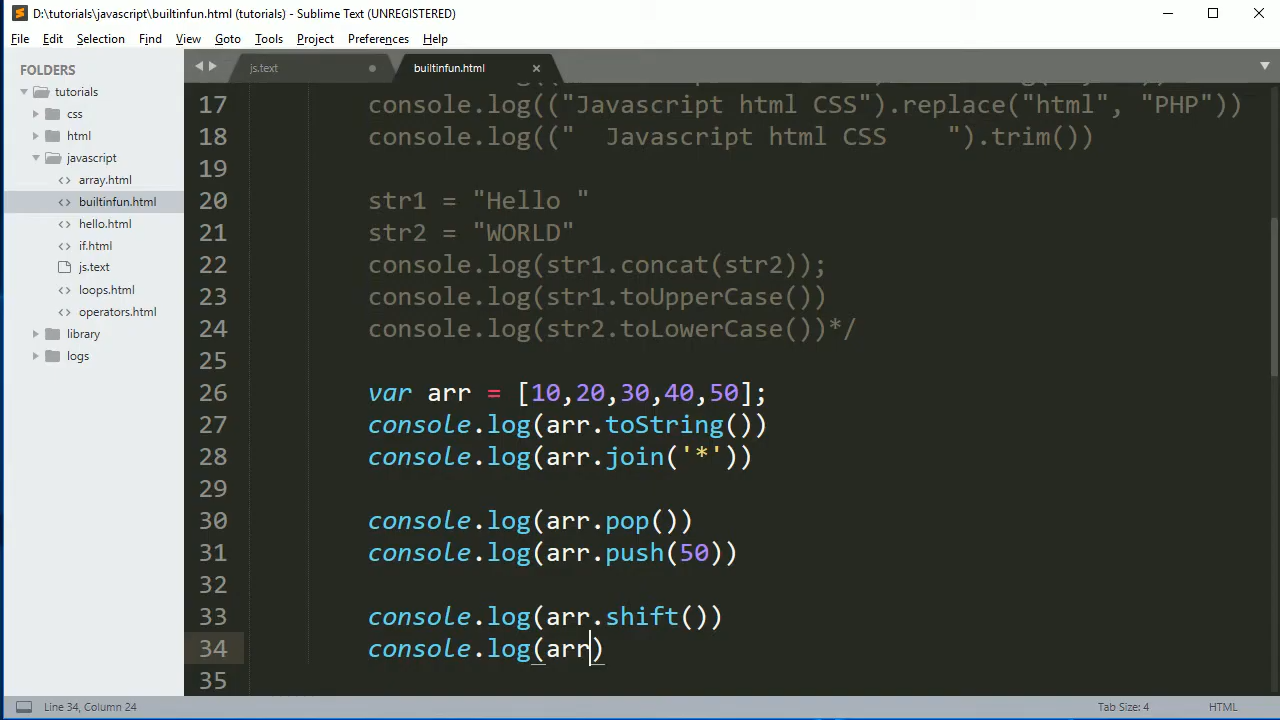 D:\tutorials\javascript\builtinfun.html (tutorials) - Sublime Text (UNREGISTERED)
File Edit Selection Find View Goto Tools Project Preferences Help
FOLDERS
tutorials
css
html
javascript
array.html
builtinfun.html
hello.html
if.html
js.text
loops.html
operators.html
library
logs
js.text builtinfun.html
17 console.log(("Javascript html CSS").replace("html", "PHP"))
18 console.log(("  Javascript html CSS    ").trim())
19
20 str1 = "Hello "
21 str2 = "WORLD"
22 console.log(str1.concat(str2));
23 console.log(str1.toUpperCase())
24 console.log(str2.toLowerCase())*/
25
26 var arr = [10,20,30,40,50];
27 console.log(arr.toString())
28 console.log(arr.join('*'))
29
30 console.log(arr.pop())
31 console.log(arr.push(50))
32
33 console.log(arr.shift())
34 console.log(arr)
35
Line 34, Column 24 Tab Size: 4 HTML